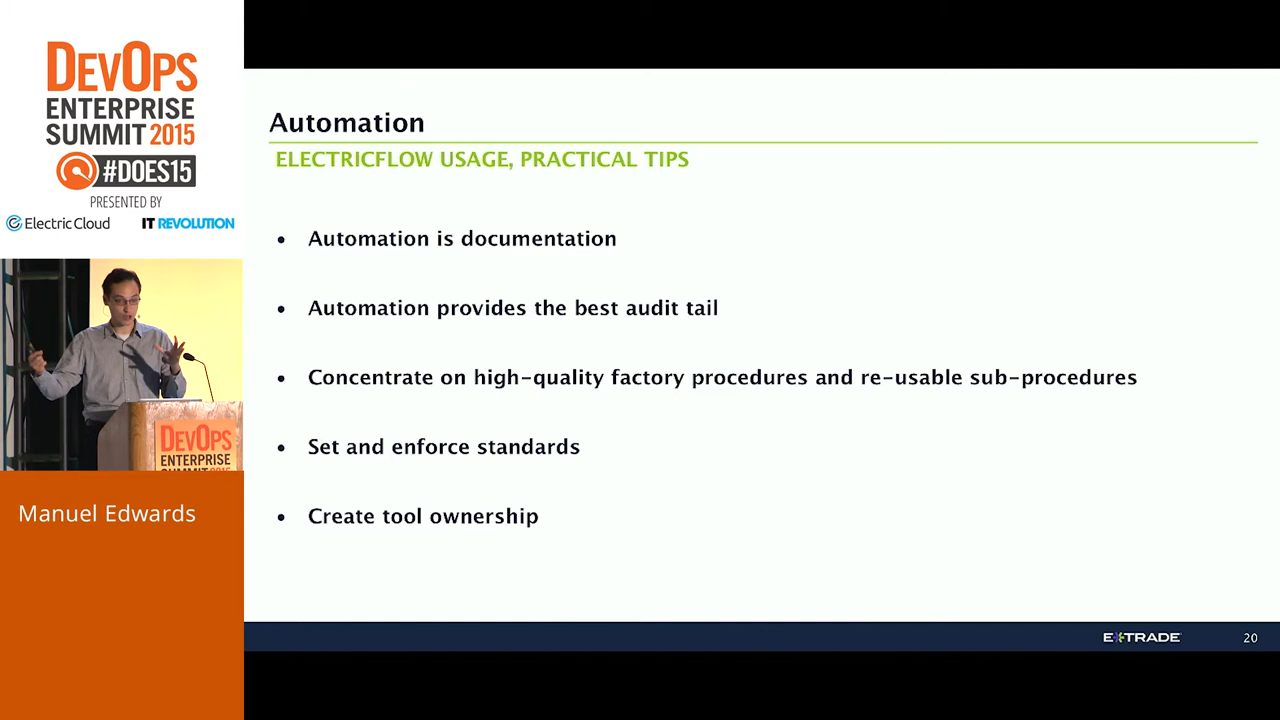 DEVOPS
ENTERPRISE
SUMMIT 2015
#DOES15
PRESENTED BY
Electric Cloud
IT REVOLUTION
DEVOPS
ENTERPRISE
SUMMIT 2015
Manuel Edwards
Automation
ELECTRICFLOW USAGE, PRACTICAL TIPS
• Automation is documentation
• Automation provides the best audit tail
• Concentrate on high-quality factory procedures and re-usable sub-procedures
• Set and enforce standards
• Create tool ownership
E*TRADE
20